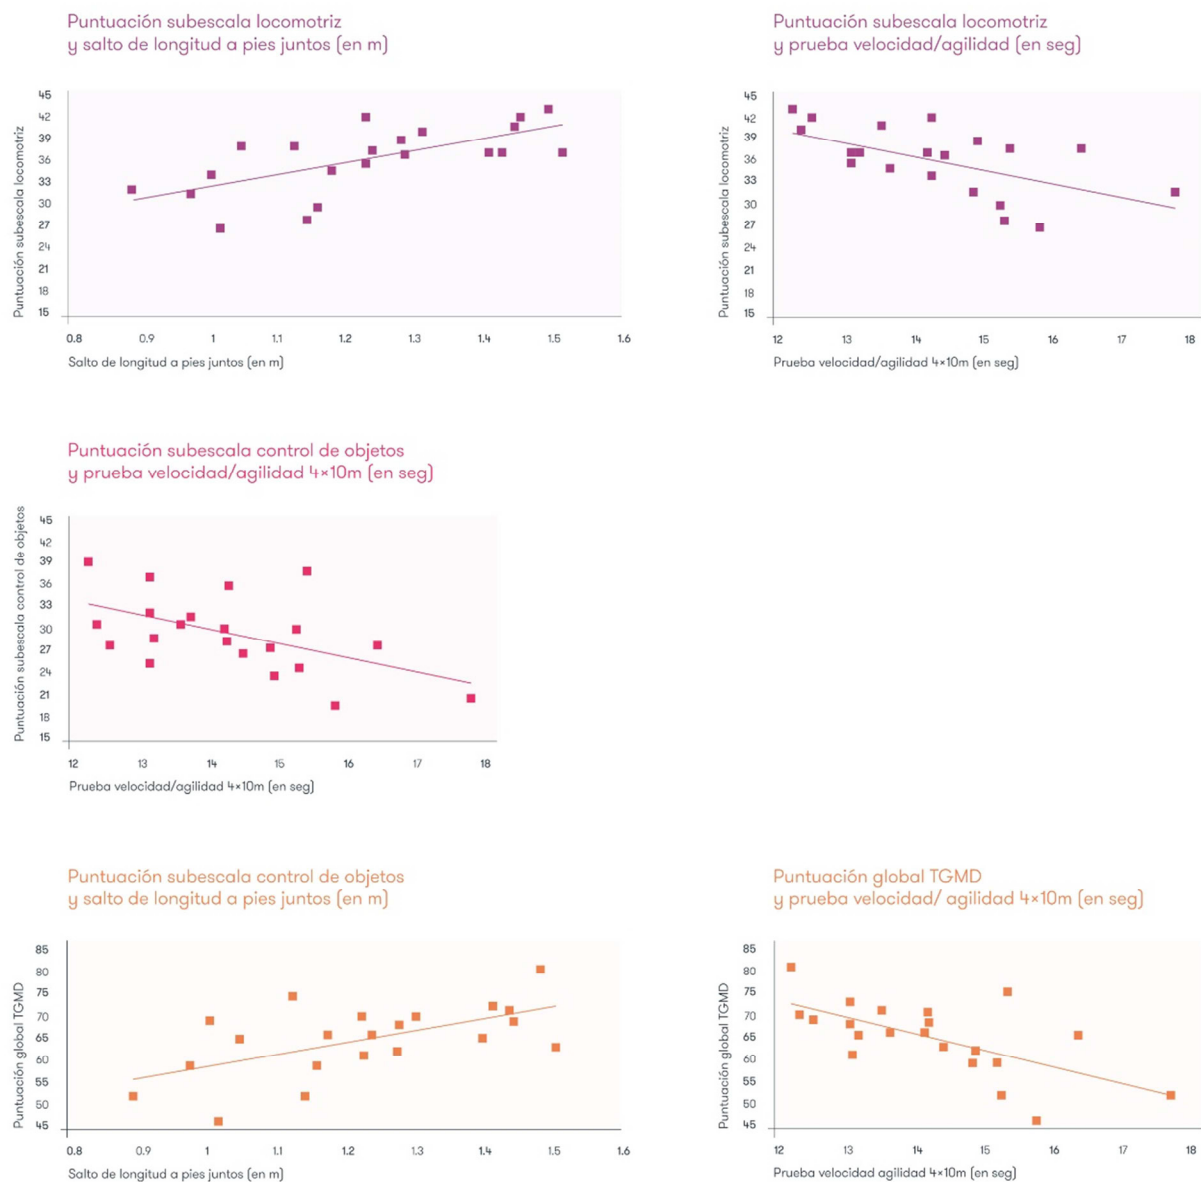 Puntuación subescala locomotriz
y salto de longitud a pies juntos (en m)
Puntuación subescala locomotriz
45
42
39
36
33
30
27
24
21
18
15
0.8 0.9 1 1.1 1.2 1.3 1.4 1.5 1.6
Salto de longitud a pies juntos (en m)
Puntuación subescala locomotriz
y prueba velocidad/agilidad (en seg)
Puntuación subescala locomotriz
45
42
39
36
33
30
27
24
21
18
15
12 13 14 15 16 17 18
Prueba velocidad/agilidad 4×10m (en seg)
Puntuación subescala control de objetos
y prueba velocidad/agilidad 4×10m (en seg)
Puntuación subescala control de objetos
45
42
39
36
33
30
27
24
21
18
15
12 13 14 15 16 17 18
Prueba velocidad/agilidad 4×10m (en seg)
Puntuación subescala control de objetos
y salto de longitud a pies juntos (en m)
Puntuación global TGMD
85
80
75
70
65
60
55
50
45
0.8 0.9 1 1.1 1.2 1.3 1.4 1.5 1.6
Salto de longitud a pies juntos (en m)
Puntuación global TGMD
y prueba velocidad/ agilidad 4×10m (en seg)
Puntuación global TGMD
85
80
75
70
65
60
55
50
45
12 13 14 15 16 17 18
Prueba velocidad agilidad 4×10m (en seg)